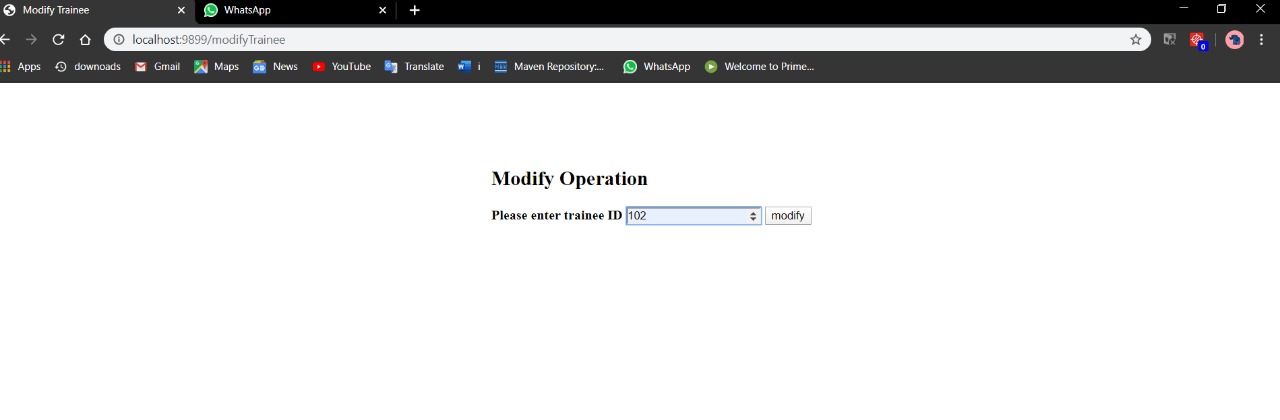 Modify Trainee WhatsApp
localhost:9899/modifyTrainee 0
Apps downoads Gmail Maps News YouTube Translate i Maven Repository:... WhatsApp Welcome to Prime...
Modify Operation
Please enter trainee ID 102 modify